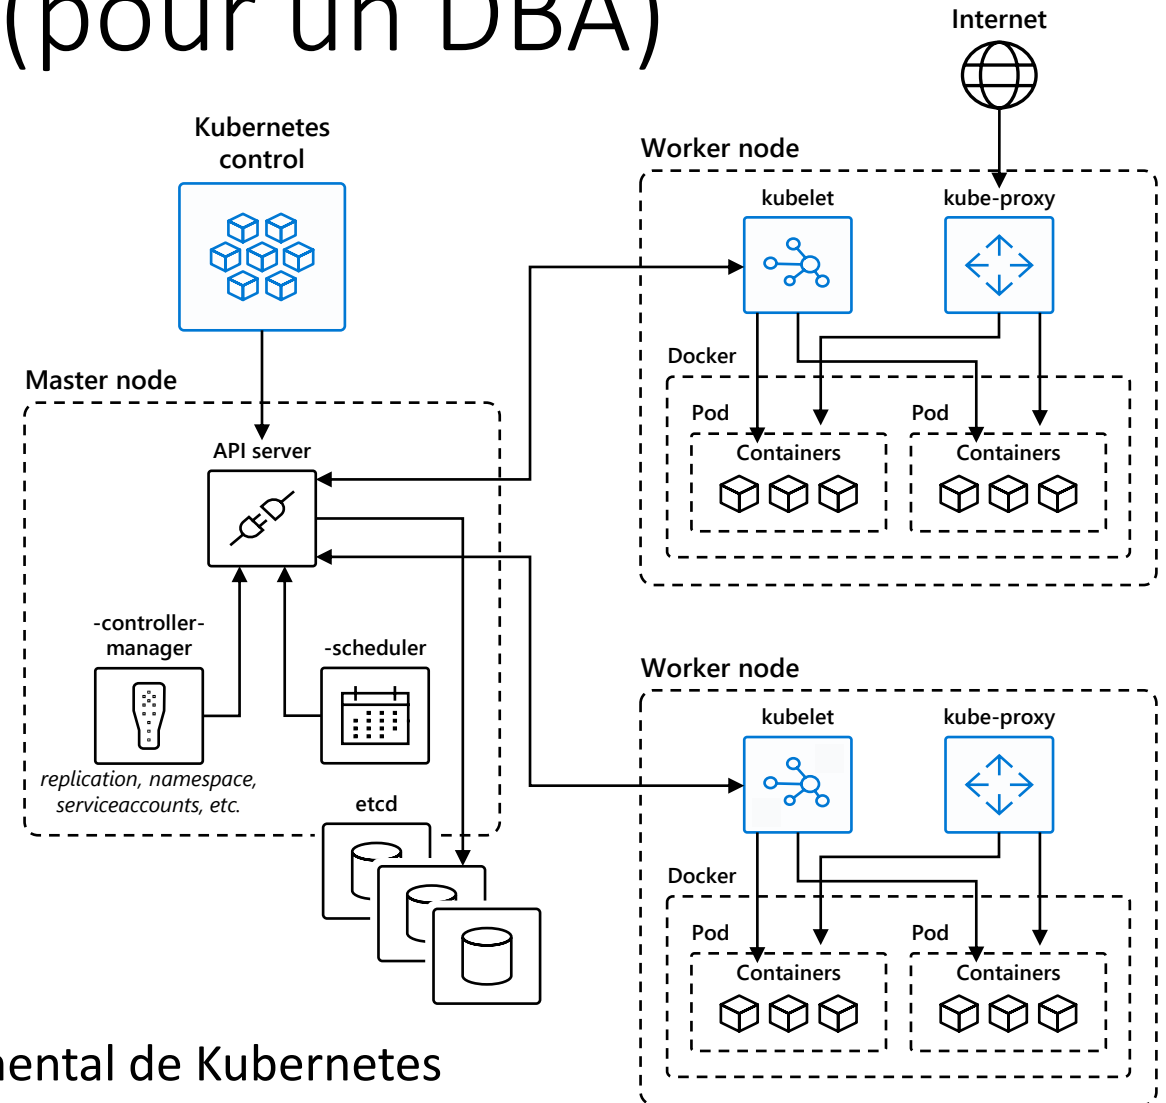 (pour un DBA)
Internet
Kubernetes
control
Worker node
kubelet
kube-proxy
Docker
Pod
Pod
Containers
Containers
Master node
API server
-controller-
manager
-scheduler
replication, namespace,
serviceaccounts, etc.
etcd
Worker node
kubelet
kube-proxy
Docker
Pod
Pod
Containers
Containers
mental de Kubernetes